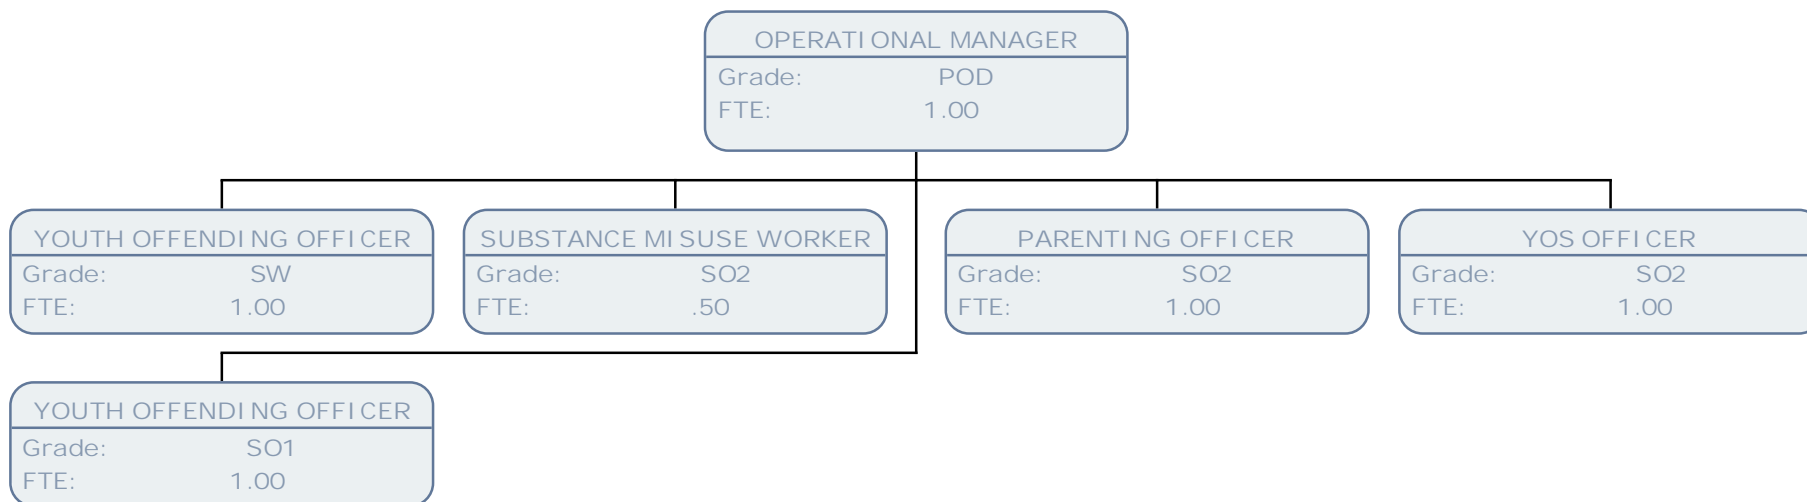 OPERATIONAL MANAGER
Grade: POD
FTE: 1.00
YOUTH OFFENDING OFFICER
Grade: SW
FTE: 1.00
SUBSTANCE MISUSE WORKER
Grade: SO2
FTE: .50
PARENTING OFFICER
Grade: SO2
FTE: 1.00
YOS OFFICER
Grade: SO2
FTE: 1.00
YOUTH OFFENDING OFFICER
Grade: SO1
FTE: 1.00